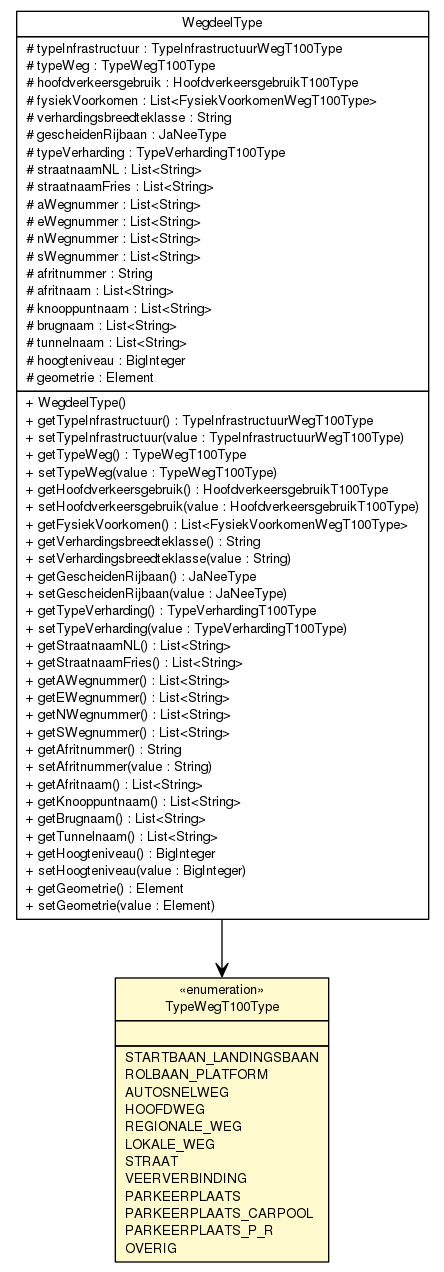 WegdeelType
# typeInfrastructuur : TypeInfrastructuurWegT100Type
# typeWeg : TypeWegT100Type
# hoofdverkeersgebruik : HoofdverkeersgebruikT100Type
# fysiekVoorkomen : List<FysiekVoorkomenWegT100Type>
# verhardingsbreedteklasse : String
# gescheidenRijbaan : JaNeeType
# typeVerharding : TypeVerhardingT100Type
# straatnaamNL : List<String>
# straatnaamFries : List<String>
# aWegnummer : List<String>
# eWegnummer : List<String>
# nWegnummer : List<String>
# sWegnummer : List<String>
# afritnummer : String
# afritnaam : List<String>
# knooppuntnaam : List<String>
# brugnaam : List<String>
# tunnelnaam : List<String>
# hoogteniveau : BigInteger
# geometrie : Element
+ WegdeelType()
+ getTypeInfrastructuur() : TypeInfrastructuurWegT100Type
+ setTypeInfrastructuur(value : TypeInfrastructuurWegT100Type)
+ getTypeWeg() : TypeWegT100Type
+ setTypeWeg(value : TypeWegT100Type)
+ getHoofdverkeersgebruik() : HoofdverkeersgebruikT100Type
+ setHoofdverkeersgebruik(value : HoofdverkeersgebruikT100Type)
+ getFysiekVoorkomen() : List<FysiekVoorkomenWegT100Type>
+ getVerhardingsbreedteklasse() : String
+ setVerhardingsbreedteklasse(value : String)
+ getGescheidenRijbaan() : JaNeeType
+ setGescheidenRijbaan(value : JaNeeType)
+ getTypeVerharding() : TypeVerhardingT100Type
+ setTypeVerharding(value : TypeVerhardingT100Type)
+ getStraatnaamNL() : List<String>
+ getStraatnaamFries() : List<String>
+ getAWegnummer() : List<String>
+ getEWegnummer() : List<String>
+ getNWegnummer() : List<String>
+ getSWegnummer() : List<String>
+ getAfritnummer() : String
+ setAfritnummer(value : String)
+ getAfritnaam() : List<String>
+ getKnooppuntnaam() : List<String>
+ getBrugnaam() : List<String>
+ getTunnelnaam() : List<String>
+ getHoogteniveau() : BigInteger
+ setHoogteniveau(value : BigInteger)
+ getGeometrie() : Element
+ setGeometrie(value : Element)
«enumeration»
TypeWegT100Type
STARTBAAN_LANDINGSBAAN
ROLBAAN_PLATFORM
AUTOSNELWEG
HOOFDWEG
REGIONALE_WEG
LOKALE_WEG
STRAAT
VEERVERBINDING
PARKEERPLAATS
PARKEERPLAATS_CARPOOL
PARKEERPLAATS_P_R
OVERIG